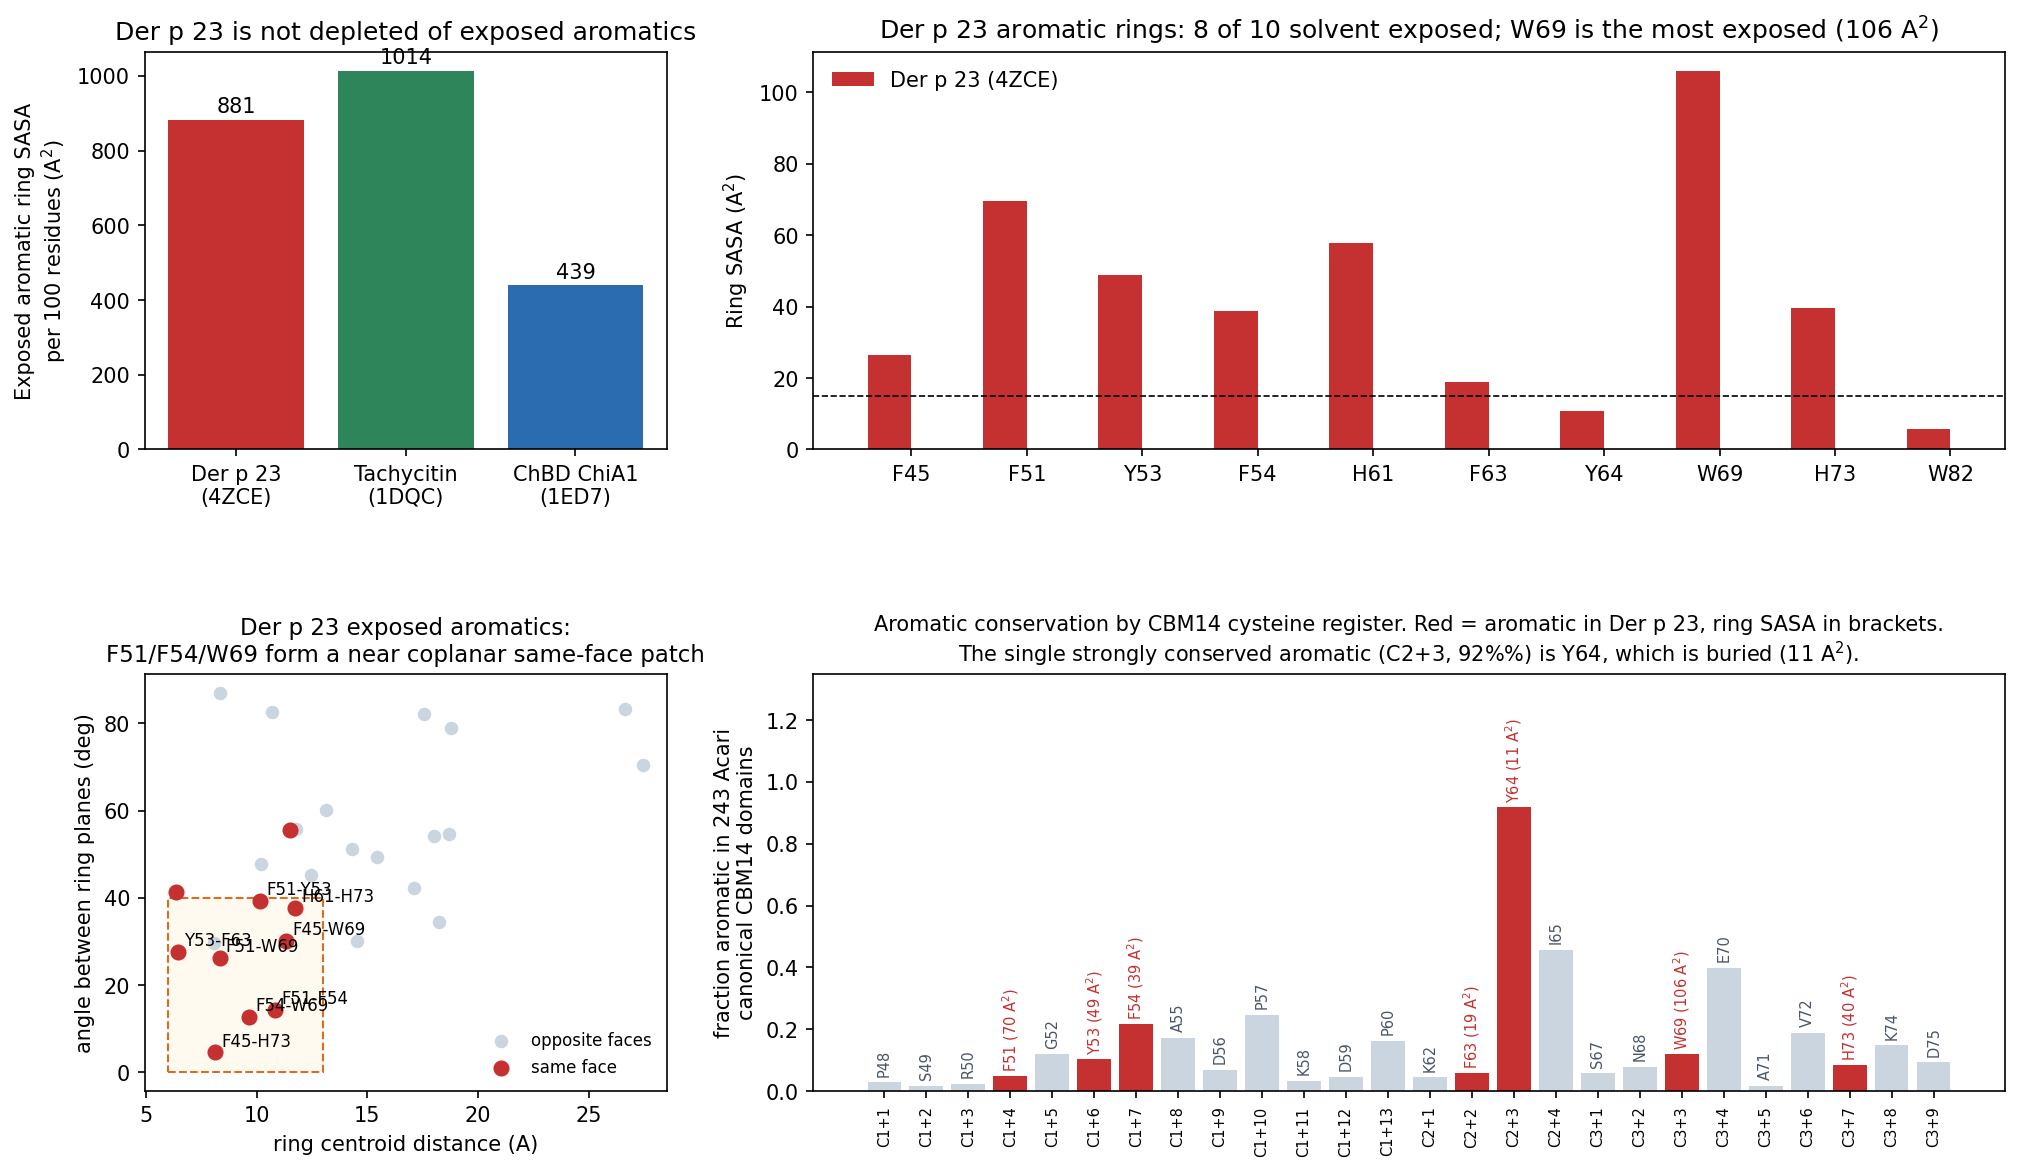 Der p 23 is not depleted of exposed aromatics
Exposed aromatic ring SASA
per 100 residues (A²)
0
200
400
600
800
1000
881
1014
439
Der p 23
(4ZCE)
Tachycitin
(1DQC)
ChBD ChiA1
(1ED7)
Der p 23 aromatic rings: 8 of 10 solvent exposed; W69 is the most exposed (106 A²)
Der p 23 (4ZCE)
Ring SASA (A²)
0
20
40
60
80
100
F45
F51
Y53
F54
H61
F63
Y64
W69
H73
W82
Der p 23 exposed aromatics:
F51/F54/W69 form a near coplanar same-face patch
angle between ring planes (deg)
0
20
40
60
80
F51-Y53
H61-H73
F45-W69
Y53-F63
F51-W69
F51-F54
F54-W69
F45-H73
opposite faces
same face
5
10
15
20
25
ring centroid distance (A)
Aromatic conservation by CBM14 cysteine register. Red = aromatic in Der p 23, ring SASA in brackets.
The single strongly conserved aromatic (C2+3, 92%%) is Y64, which is buried (11 A²).
fraction aromatic in 243 Acari
canonical CBM14 domains
0.0
0.2
0.4
0.6
0.8
1.0
1.2
P48
S49
R50
F51 (70 A²)
G52
Y53 (49 A²)
F54 (39 A²)
A55
D56
P57
K58
D59
P60
K62
F63 (19 A²)
Y64 (11 A²)
I65
S67
N68
W69 (106 A²)
E70
A71
V72
H73 (40 A²)
K74
D75
C1+1
C1+2
C1+3
C1+4
C1+5
C1+6
C1+7
C1+8
C1+9
C1+10
C1+11
C1+12
C1+13
C2+1
C2+2
C2+3
C2+4
C3+1
C3+2
C3+3
C3+4
C3+5
C3+6
C3+7
C3+8
C3+9